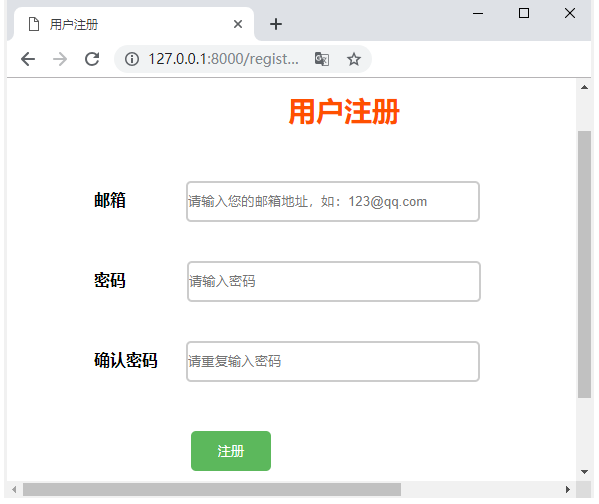 用户注册
127.0.0.1:8000/regist...
用户注册
邮箱 请输入您的邮箱地址，如：123@qq.com
密码 请输入密码
确认密码 请重复输入密码
注册